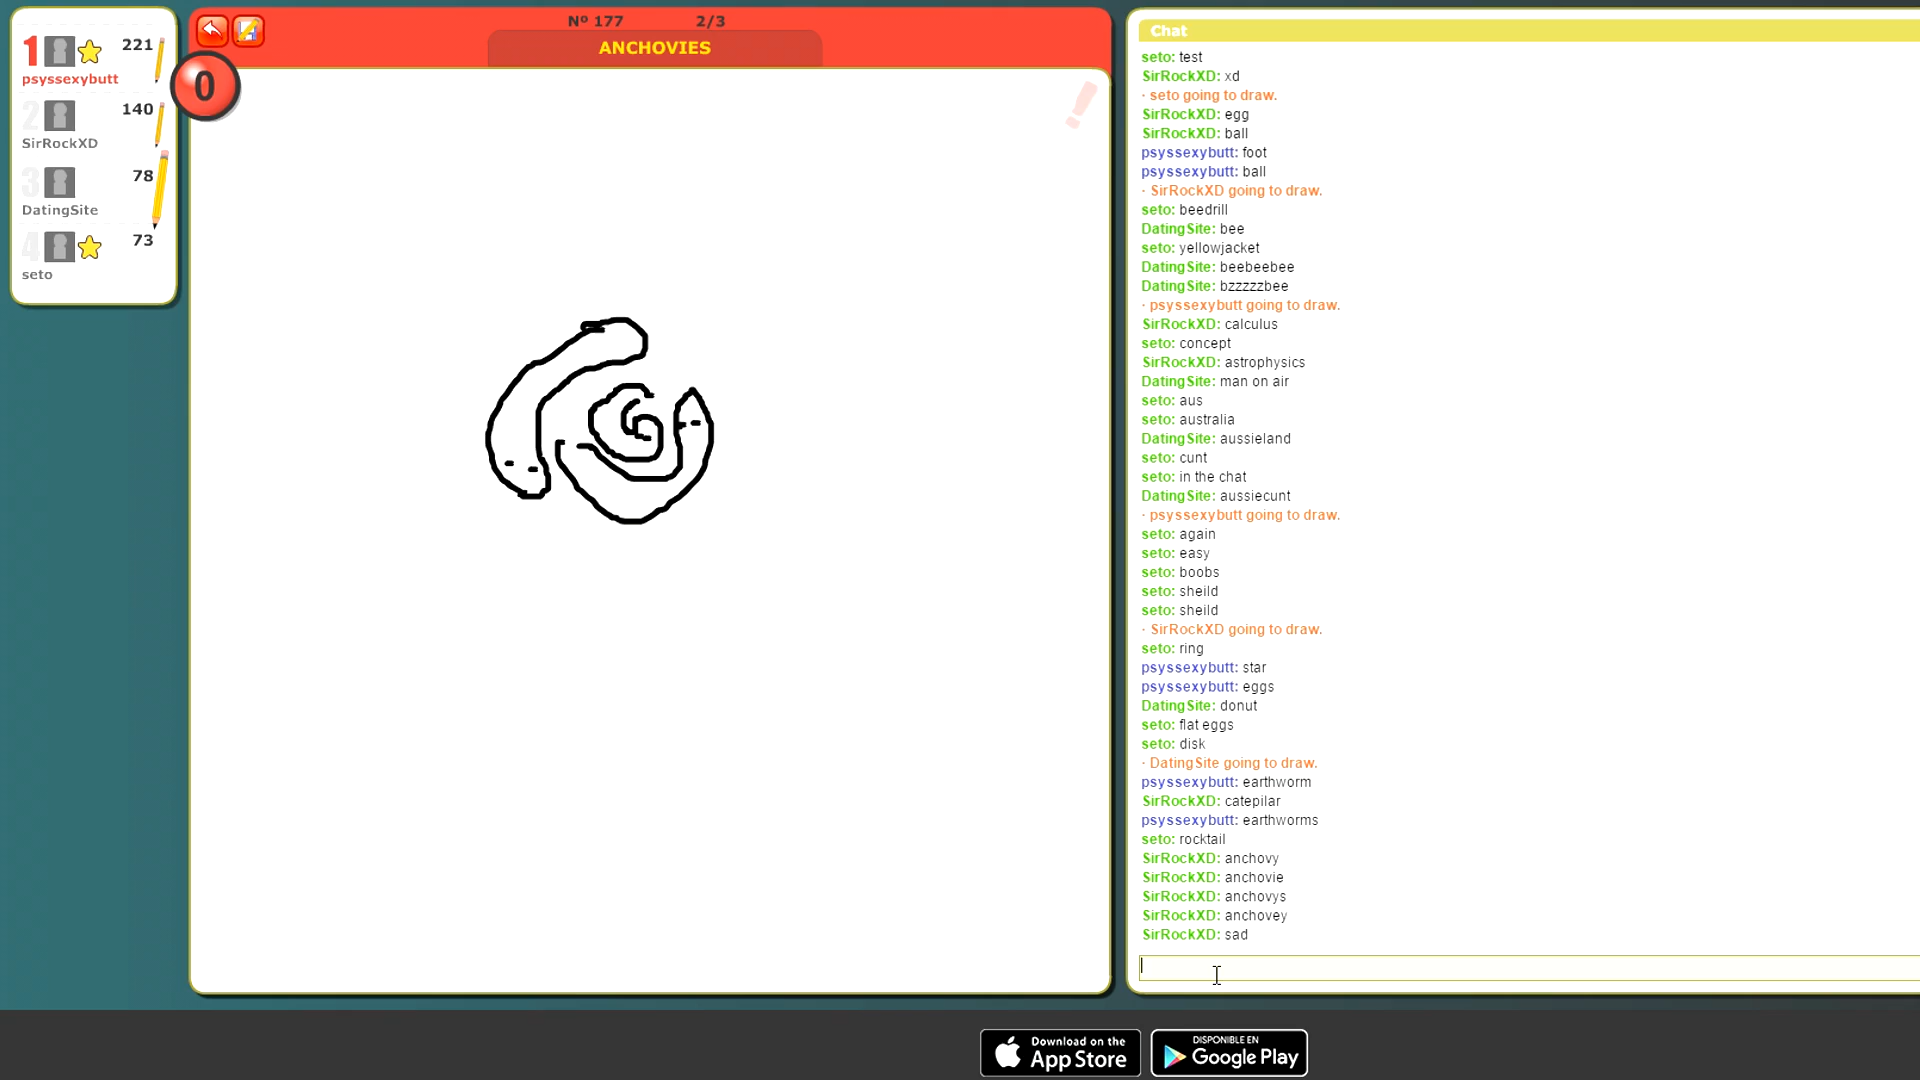 1
221
psyssexybutt
2
140
SirRockXD
3
78
DatingSite
4
73
seto
0
Nº 177 2/3
ANCHOVIES
!
Chat
seto: test
SirRockXD: xd
· seto going to draw.
SirRockXD: egg
SirRockXD: ball
psyssexybutt: foot
psyssexybutt: ball
· SirRockXD going to draw.
seto: beedrill
DatingSite: bee
seto: yellowjacket
DatingSite: beebeebee
DatingSite: bzzzzbee
· psyssexybutt going to draw.
SirRockXD: calculus
seto: concept
SirRockXD: astrophysics
DatingSite: man on air
seto: aus
seto: australia
DatingSite: aussieland
seto: cunt
seto: in the chat
DatingSite: aussiecunt
· psyssexybutt going to draw.
seto: again
seto: easy
seto: boobs
seto: sheild
seto: sheild
· SirRockXD going to draw.
seto: ring
psyssexybutt: star
psyssexybutt: eggs
DatingSite: donut
seto: flat eggs
seto: disk
· DatingSite going to draw.
psyssexybutt: earthworm
SirRockXD: catepilar
psyssexybutt: earthworms
seto: rocktail
SirRockXD: anchovy
SirRockXD: anchovie
SirRockXD: anchovys
SirRockXD: anchovey
SirRockXD: sad
Download on the
App Store
DISPONIBLE EN
Google Play